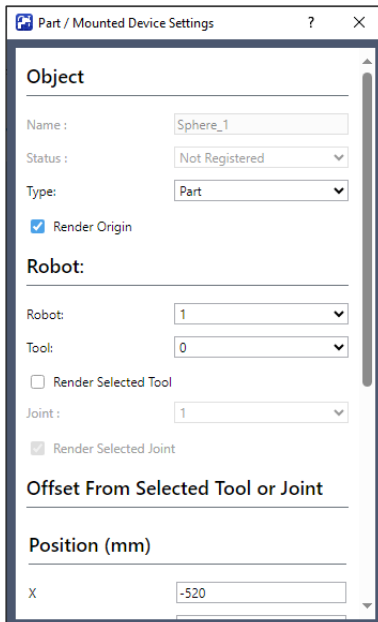 Part / Mounted Device Settings ? ×
Object
Name : Sphere_1
Status : Not Registered
Type: Part
Render Origin
Robot:
Robot: 1
Tool: 0
Render Selected Tool
Joint : 1
Render Selected Joint
Offset From Selected Tool or Joint
Position (mm)
X -520